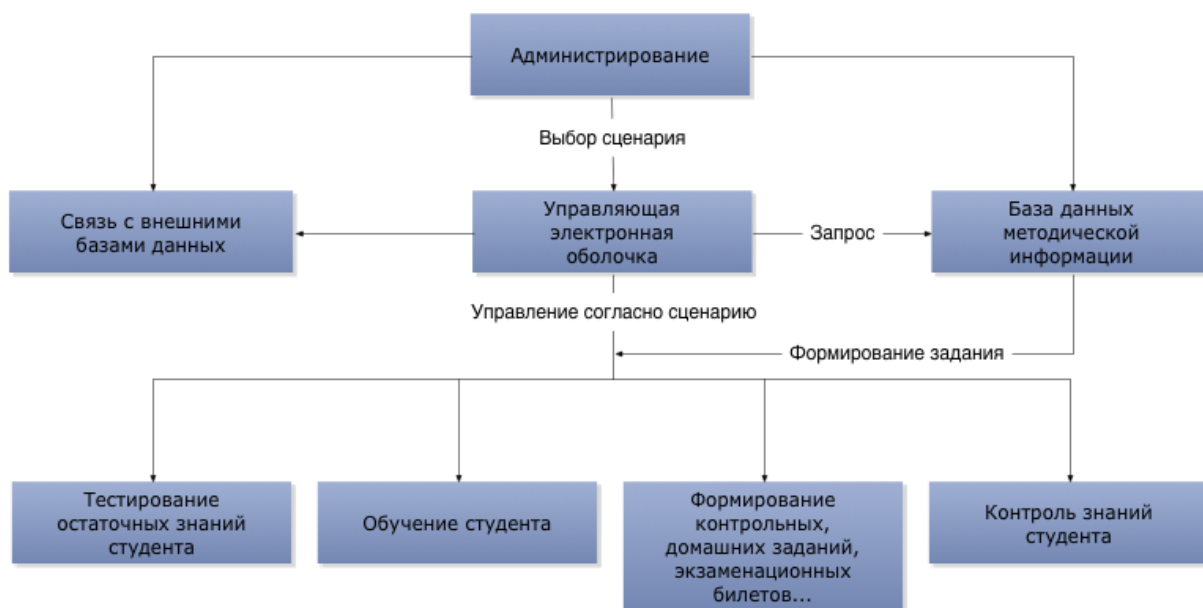 Администрирование
Выбор сценария
Связь с внешними
базами данных
Управляющая
электронная
оболочка
Запрос
База данных
методической
информации
Управление согласно сценарию
Формирование задания
Тестирование
остаточных знаний
студента
Обучение студента
Формирование
контрольных,
домашних заданий,
экзаменационных
билетов...
Контроль знаний
студента